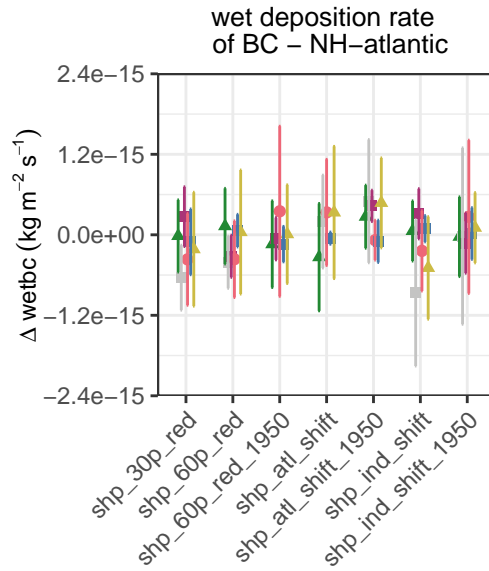 wet deposition rate
of BC − NH−atlantic
Δ wetbc (kg m⁻² s⁻¹)
2.4e−15
1.2e−15
0.0e+00
−1.2e−15
−2.4e−15
shp_30p_red
shp_60p_red
shp_60p_red_1950
shp_atl_shift
shp_atl_shift_1950
shp_ind_shift
shp_ind_shift_1950